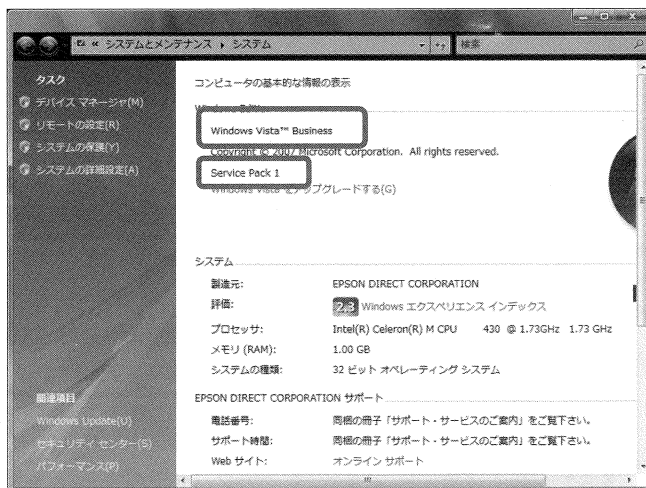 « システムとメンテナンス ▸ システム
検索
タスク
デバイス マネージャ(M)
リモートの設定(R)
システムの保護(Y)
システムの詳細設定(A)
関連項目
Windows Update(U)
セキュリティ センター(S)
パフォーマンス(P)
コンピュータの基本的な情報の表示
Windows Vista™ Business
Copyright © 2007 Microsoft Corporation. All rights reserved.
Service Pack 1
Windows Vista をアップグレードする(G)
システム
製造元: EPSON DIRECT CORPORATION
評価: 2.3 Windows エクスペリエンス インデックス
プロセッサ: Intel(R) Celeron(R) M CPU 430 @ 1.73GHz 1.73 GHz
メモリ (RAM): 1.00 GB
システムの種類: 32 ビット オペレーティング システム
EPSON DIRECT CORPORATION サポート
電話番号: 同梱の冊子「サポート・サービスのご案内」をご覧下さい。
サポート時間: 同梱の冊子「サポート・サービスのご案内」をご覧下さい。
Web サイト: オンライン サポート